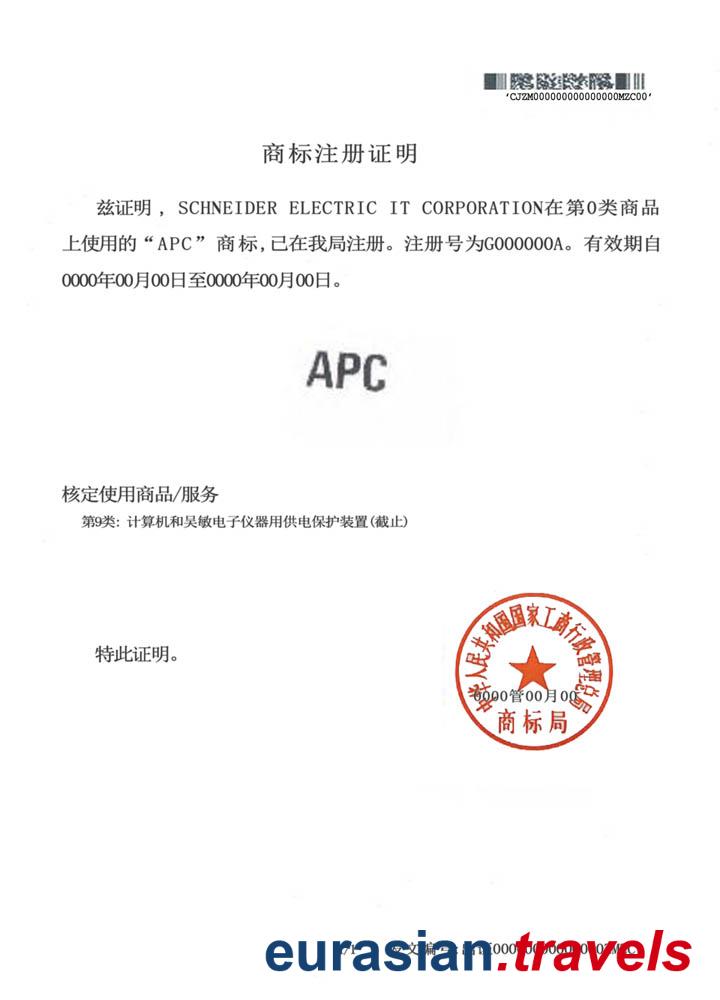 ‘CJZM000000000000000MZC00‘
商标注册证明
兹证明，SCHNEIDER ELECTRIC IT CORPORATION在第0类商品
上使用的“APC”商标,已在我局注册。注册号为G000000A。有效期自
0000年00月00日至0000年00月00日。
APC
核定使用商品/服务
第9类: 计算机和吴敏电子仪器用供电保护装置(截止)
特此证明。
中华人民共和国国家工商行政管理总局
0000管00月00
商标局
eurasian.travels